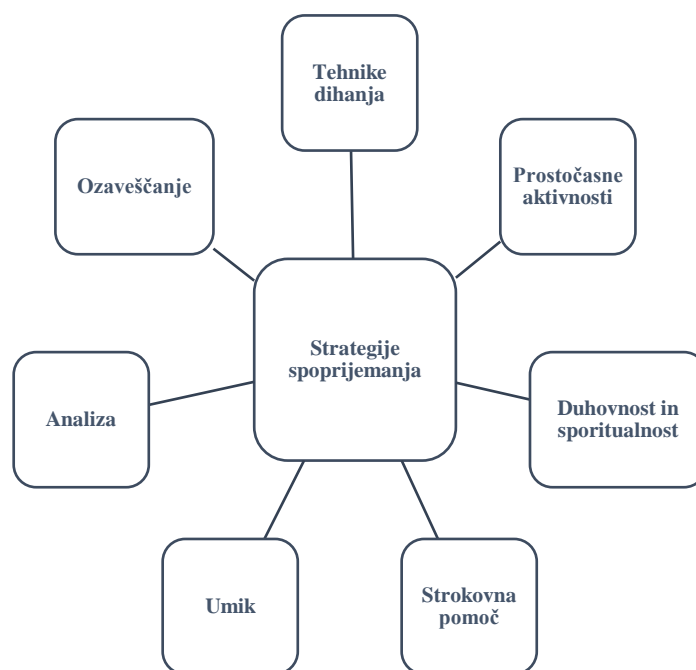 Tehnike
dihanja
Prostočasne
aktivnosti
Ozaveščanje
Strategije
spoprijemanja
Duhovnost in
sporitualnost
Analiza
Strokovna
pomoč
Umik